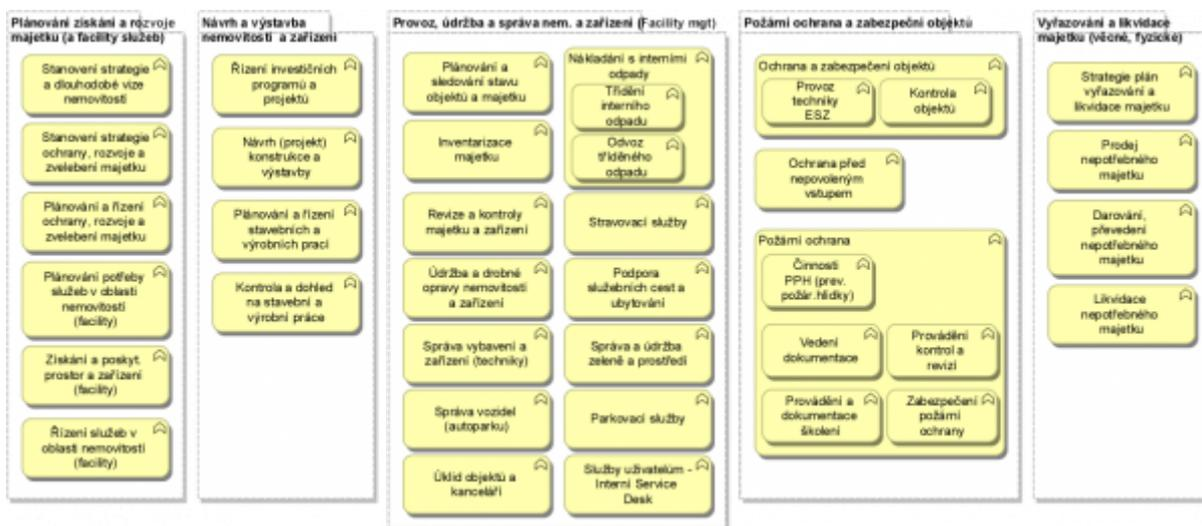 Plánování získání a rozvoje
majetku (a facility služeb)
Stanovení strategie
a dlouhodobé vize
nemovitostí
Stanovení strategie
ochrany, rozvoje a
zvelebení majetku
Plánování a řízení
ochrany, rozvoje a
zvelebení majetku
Plánování potřeby
služeb v oblasti
nemovitostí
(facility)
Získání a poskyt.
prostor a zařízení
(facility)
Řízení služeb v
oblasti nemovitostí
(facility)
Návrh a výstavba
nemovitostí a zařízení
Řízení investičních
programů a
projektů
Návrh (projekt)
konstrukce a
výstavby
Plánování a řízení
stavebních a
výrobních prací
Kontrola a dohled
na stavební a
výrobní práce
Provoz, údržba a správa nem. a zařízení (Facility mgt)
Plánování a
sledování stavu
objektů a majetku
Inventarizace
majetku
Revize a kontroly
majetku a zařízení
Údržba a drobné
opravy nemovitostí
a zařízení
Správa vybavení a
zařízení (techniky)
Správa vozidel
(autoparku)
Úklid objektů a
kanceláří
Nákládání s interními
odpady
Třídění
interního
odpadu
Odvoz
tříděného
odpadu
Stravovací služby
Podpora
služebních cest a
ubytování
Správa a údržba
zeleně a prostředí
Parkovací služby
Služby uživatelům -
Interní Service
Desk
Požární ochrana a zabezpeční objektů
Ochrana a zabezpečení objektů
Provoz
techniky
ESZ
Kontrola
objektů
Ochrana před
nepovoleným
vstupem
Požární ochrana
Činnosti
PPH (prev.
požár.hlídky)
Vedení
dokumentace
Provádění
kontrol a
revizí
Provádění a
dokumentace
školení
Zabezpečení
požární
ochrany
Vyřazování a likvidace
majetku (věcné, fyzické)
Strategie plán
vyřazování a
likvidace majetku
Prodej
nepotřebného
majetku
Darování,
převedení
nepotřebného
majetku
Likvidace
nepotřebného
majetku